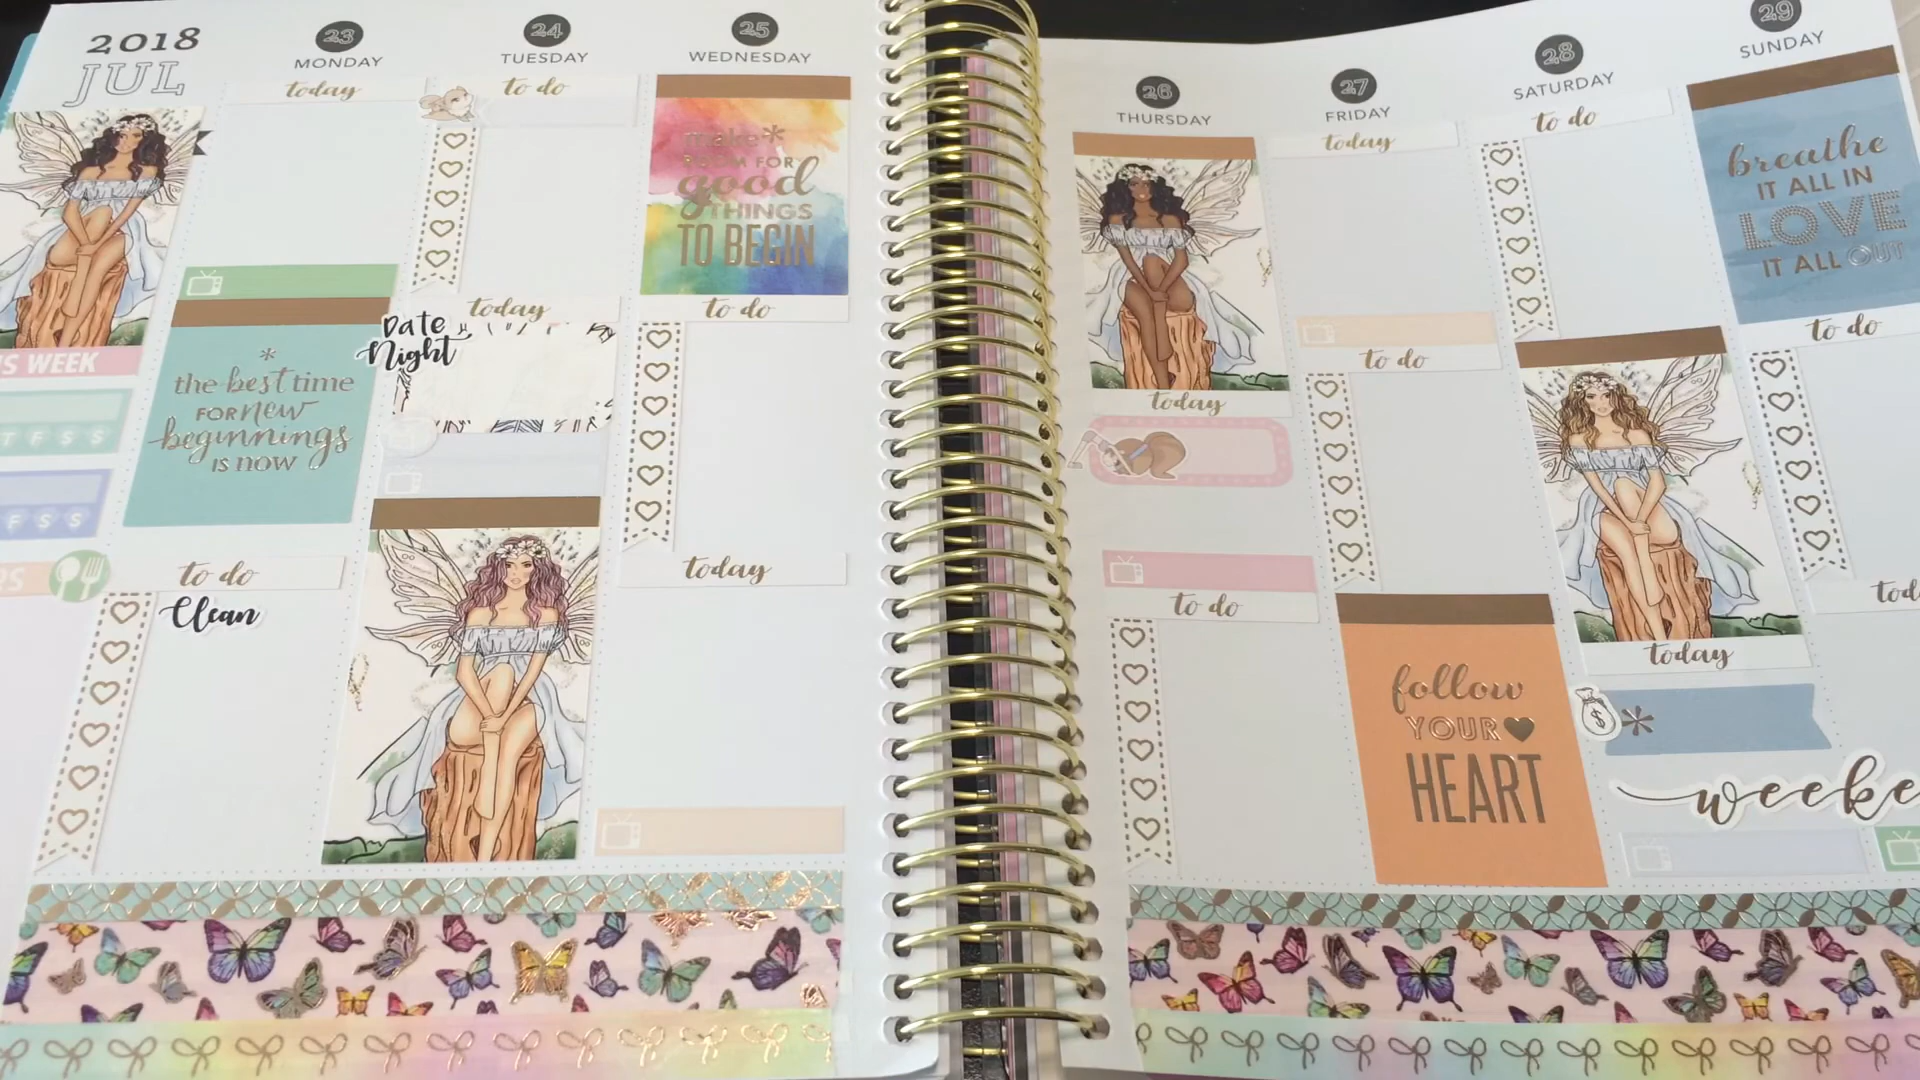 2018
JUL
23
MONDAY
today
24
TUESDAY
to do
25
WEDNESDAY
make*
ROOM FOR
good
THINGS
TO BEGIN
to do
today
S WEEK
T F S S
F S S
RS
*
the best time
FOR new
beginnings
IS NOW
to do
Clean
today
Date
Night
26
THURSDAY
today
to do
27
FRIDAY
today
to do
follow
YOUR
HEART
28
SATURDAY
to do
today
$
*
weeke
29
SUNDAY
breathe
IT ALL IN
LOVE
IT ALL OUT
to do
tod